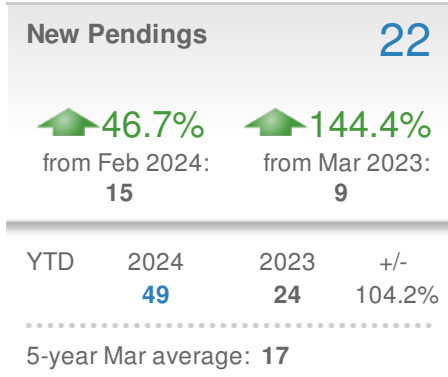 New Pendings 22
46.7% 144.4%
from Feb 2024: from Mar 2023:
15 9
YTD 2024 2023 +/-
49 24 104.2%
5-year Mar average: 17